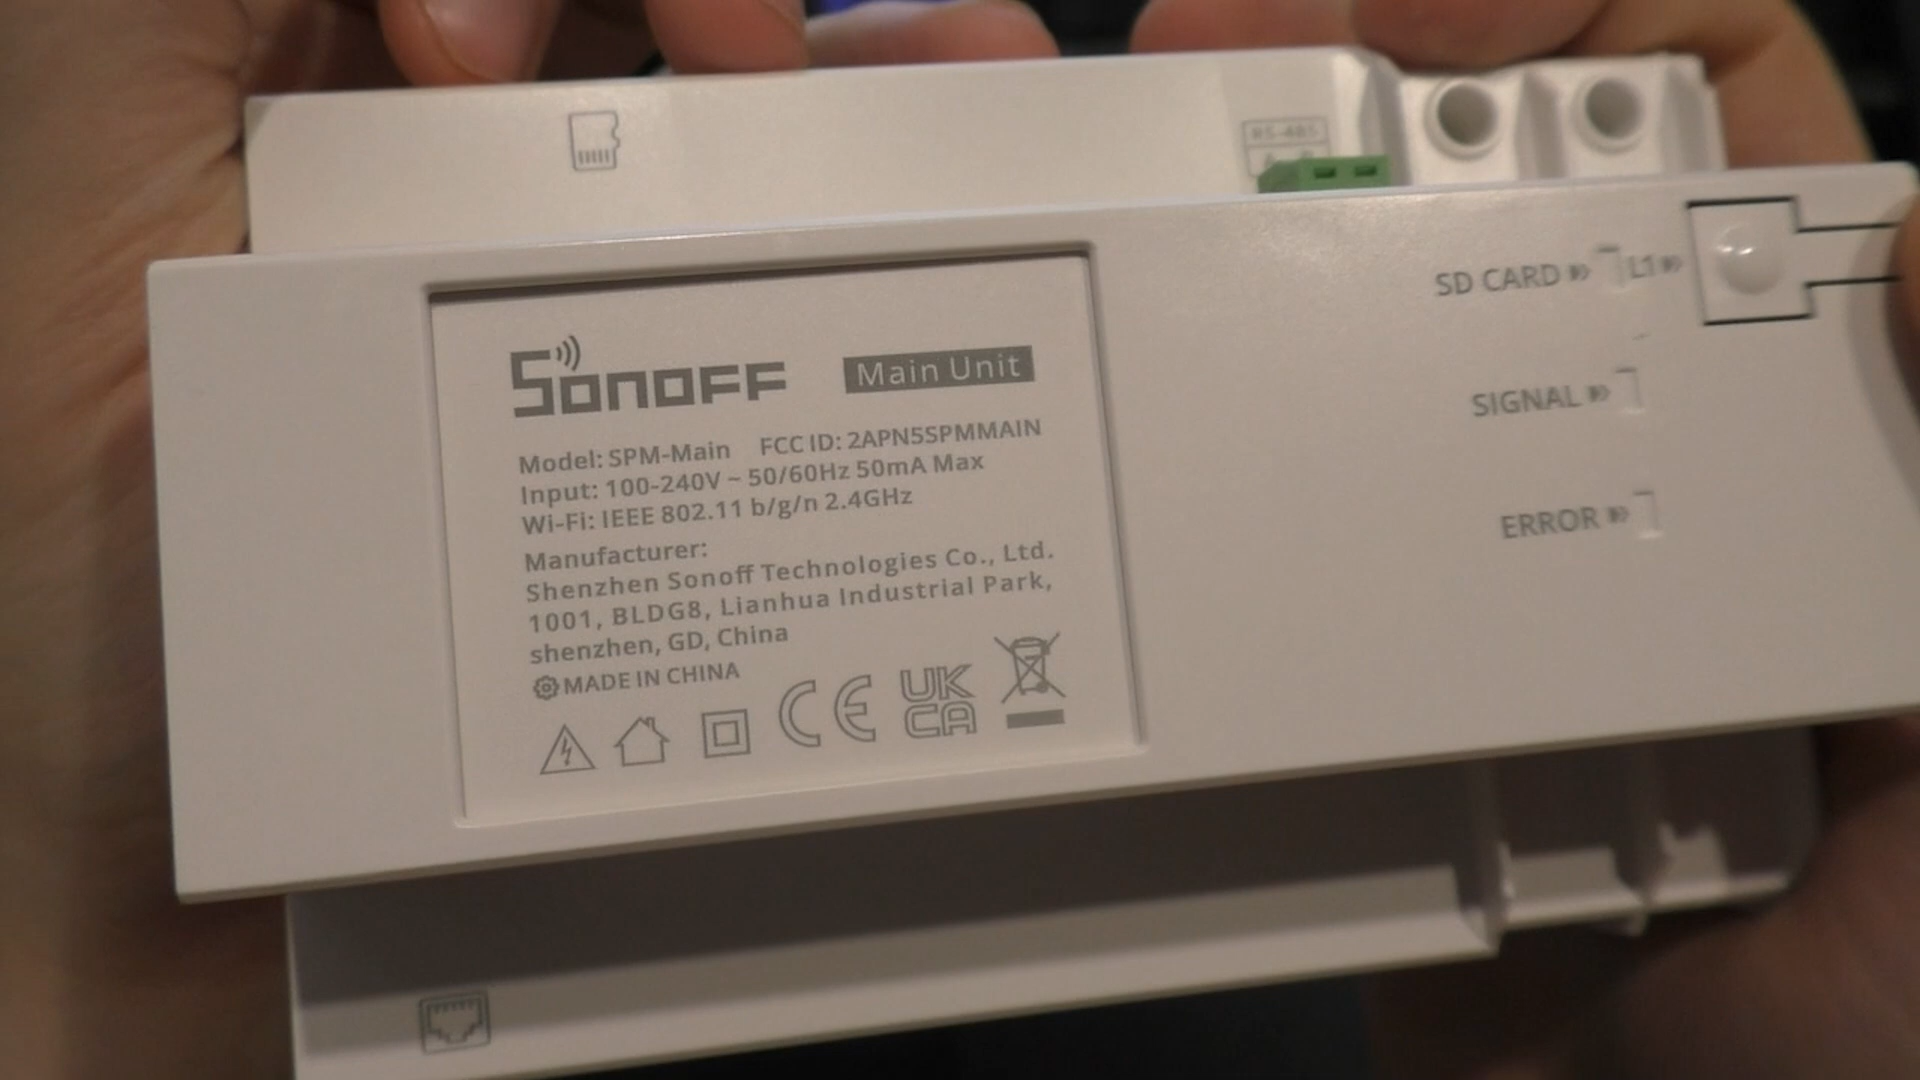 RS-485
SD CARD
L1
SIGNAL
ERROR
SONOFF
Main Unit
Model: SPM-Main FCC ID: 2APN5SPMMAIN
Input: 100-240V ~ 50/60Hz 50mA Max
Wi-Fi: IEEE 802.11 b/g/n 2.4GHz
Manufacturer:
Shenzhen Sonoff Technologies Co., Ltd.
1001, BLDG8, Lianhua Industrial Park,
shenzhen, GD, China
MADE IN CHINA
CE
UK
CA